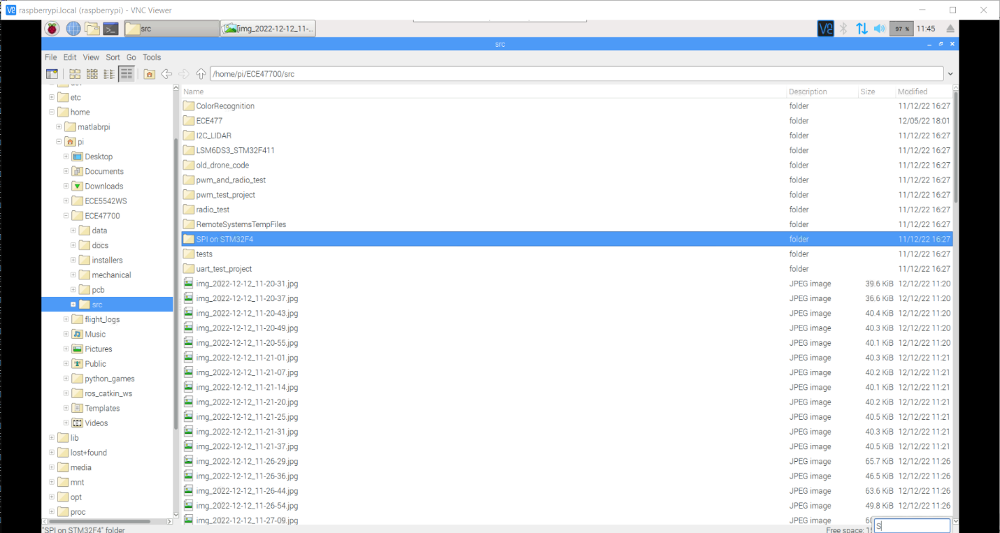 raspberrypi.local (raspberrypi) - VNC Viewer
src
img_2022-12-12_11-...
97 %
11:45
src
File Edit View Sort Go Tools
/home/pi/ECE47700/src
etc
home
matlabrpi
pi
Desktop
Documents
Downloads
ECE5542WS
ECE47700
data
docs
installers
mechanical
pcb
src
flight_logs
Music
Pictures
Public
python_games
ros_catkin_ws
Templates
Videos
lib
lost+found
media
mnt
opt
proc
Name Description Size Modified
ColorRecognition folder 11/12/22 16:27
ECE477 folder 12/05/22 18:01
I2C_LIDAR folder 11/12/22 16:27
LSM6DS3_STM32F411 folder 11/12/22 16:27
old_drone_code folder 11/12/22 16:27
pwm_and_radio_test folder 11/12/22 16:27
pwm_test_project folder 11/12/22 16:27
radio_test folder 11/12/22 16:27
RemoteSystemsTempFiles folder 11/12/22 16:27
SPI on STM32F4 folder 11/12/22 16:27
tests folder 11/12/22 16:27
uart_test_project folder 11/12/22 16:27
img_2022-12-12_11-20-31.jpg JPEG image 39.6 KiB 12/12/22 11:20
img_2022-12-12_11-20-37.jpg JPEG image 36.6 KiB 12/12/22 11:20
img_2022-12-12_11-20-43.jpg JPEG image 40.4 KiB 12/12/22 11:20
img_2022-12-12_11-20-49.jpg JPEG image 40.3 KiB 12/12/22 11:20
img_2022-12-12_11-20-55.jpg JPEG image 40.1 KiB 12/12/22 11:20
img_2022-12-12_11-21-01.jpg JPEG image 40.3 KiB 12/12/22 11:21
img_2022-12-12_11-21-07.jpg JPEG image 40.2 KiB 12/12/22 11:21
img_2022-12-12_11-21-14.jpg JPEG image 40.1 KiB 12/12/22 11:21
img_2022-12-12_11-21-20.jpg JPEG image 40.2 KiB 12/12/22 11:21
img_2022-12-12_11-21-25.jpg JPEG image 40.5 KiB 12/12/22 11:21
img_2022-12-12_11-21-31.jpg JPEG image 40.3 KiB 12/12/22 11:21
img_2022-12-12_11-21-37.jpg JPEG image 40.5 KiB 12/12/22 11:21
img_2022-12-12_11-26-29.jpg JPEG image 65.7 KiB 12/12/22 11:26
img_2022-12-12_11-26-36.jpg JPEG image 46.5 KiB 12/12/22 11:26
img_2022-12-12_11-26-44.jpg JPEG image 63.6 KiB 12/12/22 11:26
img_2022-12-12_11-26-54.jpg JPEG image 49.8 KiB 12/12/22 11:26
img_2022-12-12_11-27-09.jpg JPEG image
S
"SPI on STM32F4" folder
Free space: